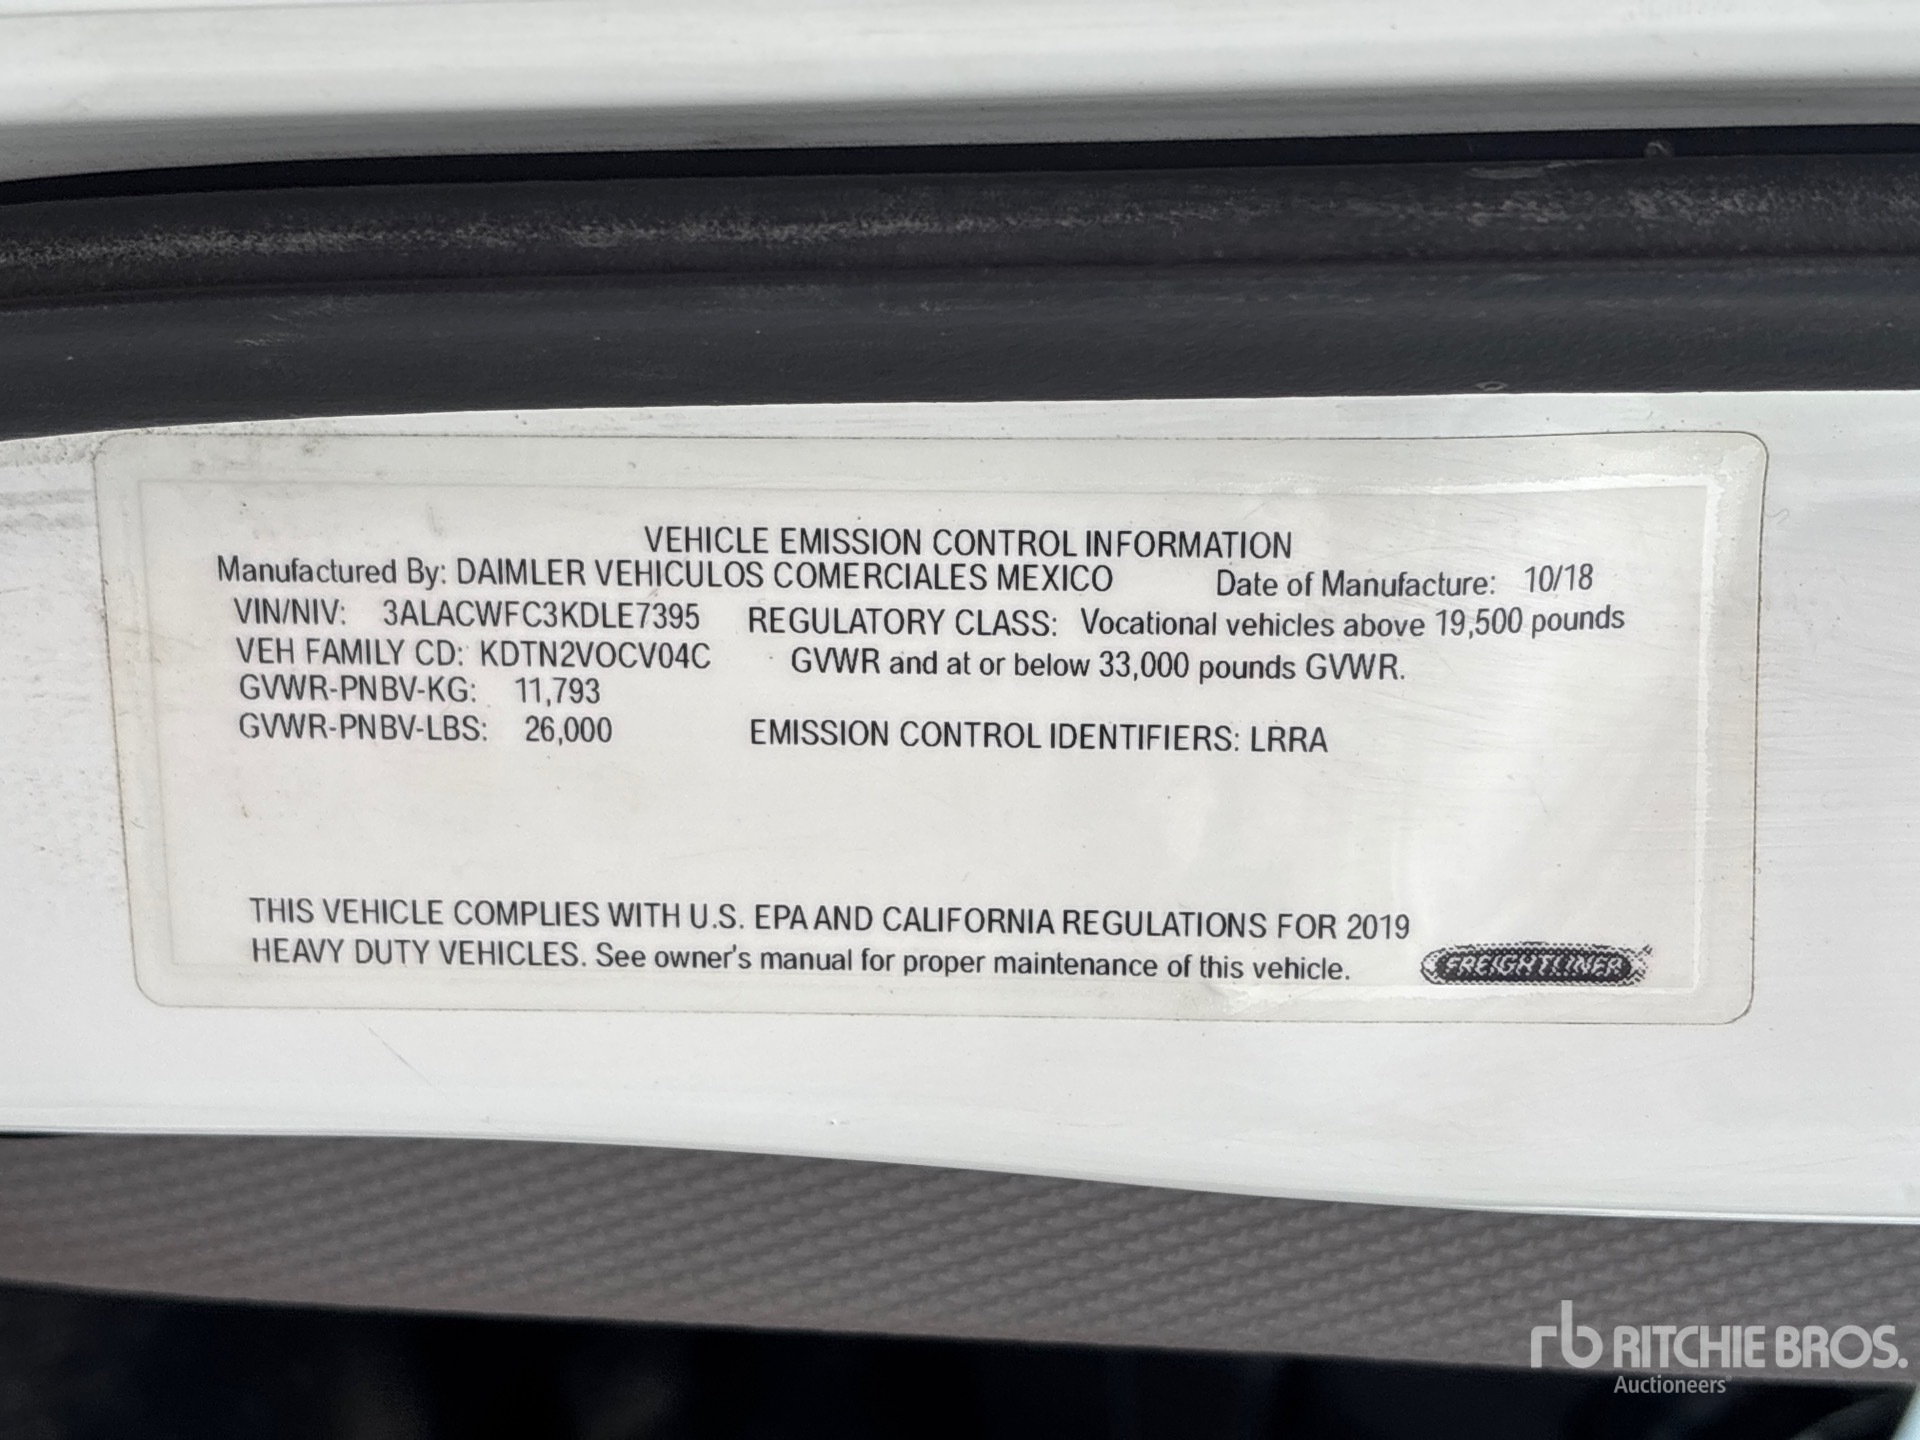 VEHICLE EMISSION CONTROL INFORMATION
Manufactured By: DAIMLER VEHICULOS COMERCIALES MEXICO Date of Manufacture: 10/18
VIN/NIV: 3ALACWFC3KDLE7395 REGULATORY CLASS: Vocational vehicles above 19,500 pounds
VEH FAMILY CD: KDTN2VOCV04C GVWR and at or below 33,000 pounds GVWR.
GVWR-PNBV-KG: 11,793
GVWR-PNBV-LBS: 26,000 EMISSION CONTROL IDENTIFIERS: LRRA
THIS VEHICLE COMPLIES WITH U.S. EPA AND CALIFORNIA REGULATIONS FOR 2019
HEAVY DUTY VEHICLES. See owner's manual for proper maintenance of this vehicle.
FREIGHTLINER
rb RITCHIE BROS.
Auctioneers